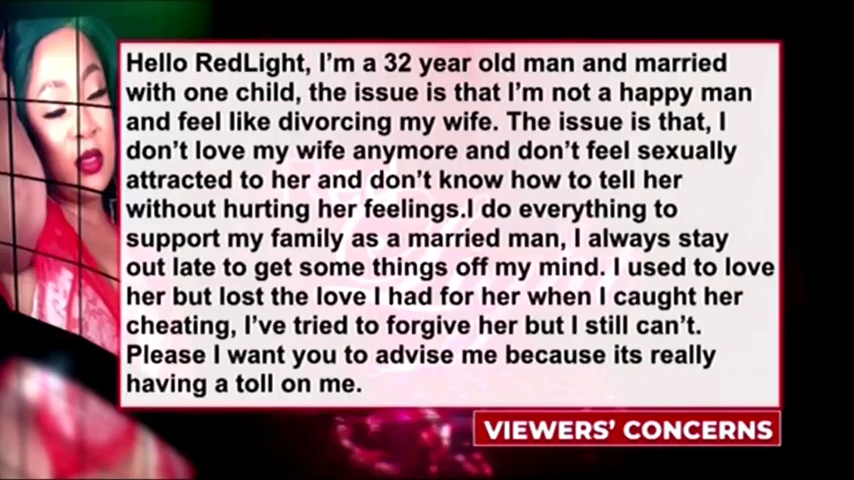 Hello RedLight, I'm a 32 year old man and married
with one child, the issue is that I'm not a happy man
and feel like divorcing my wife. The issue is that, I
don't love my wife anymore and don't feel sexually
attracted to her and don't know how to tell her
without hurting her feelings.I do everything to
support my family as a married man, I always stay
out late to get some things off my mind. I used to love
her but lost the love I had for her when I caught her
cheating, I've tried to forgive her but I still can't.
Please I want you to advise me because its really
having a toll on me.
VIEWERS' CONCERNS